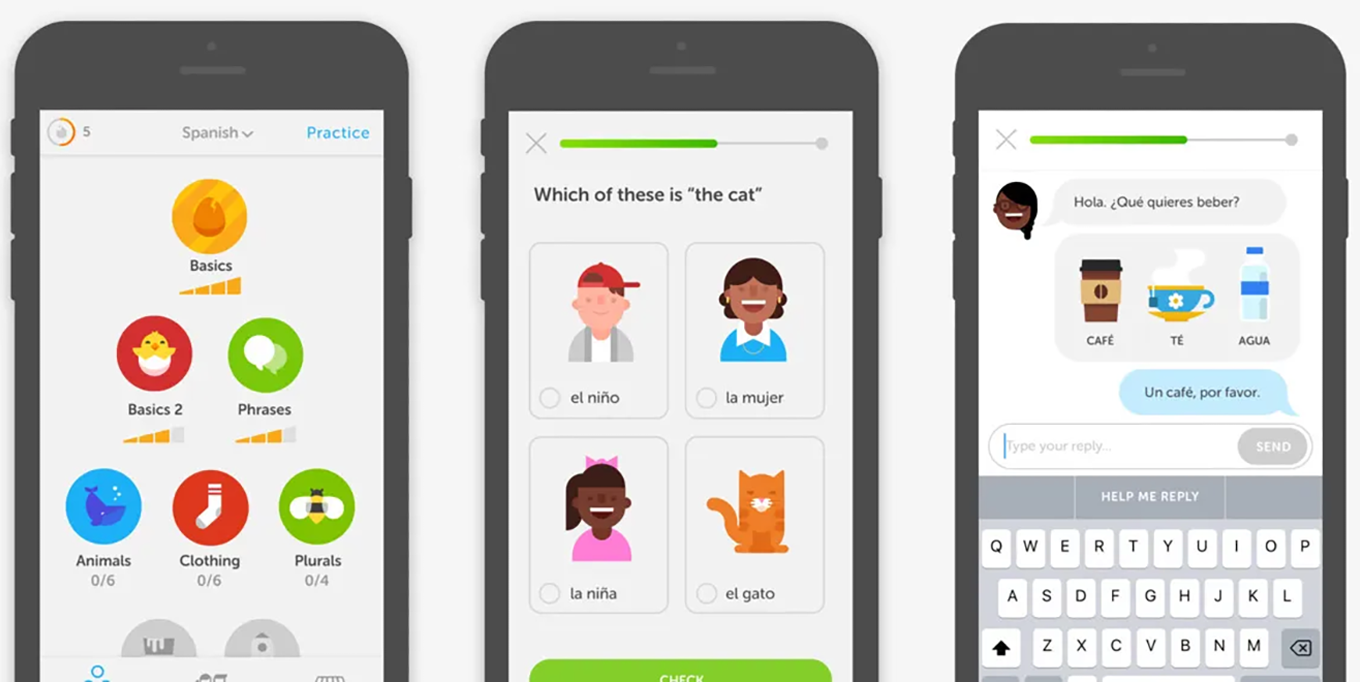 5
Spanish
Practice
Basics
Basics 2
Phrases
Animals
Clothing
Plurals
0/6
0/6
0/4
Which of these is “the cat”
el niño
la mujer
la niña
el gato
CHECK
Hola. ¿Qué quieres beber?
CAFÉ
TÉ
AGUA
Un café, por favor.
Type your reply...
SEND
HELP ME REPLY
Q W E R T Y U I O P
A S D F G H J K L
Z X C V B N M